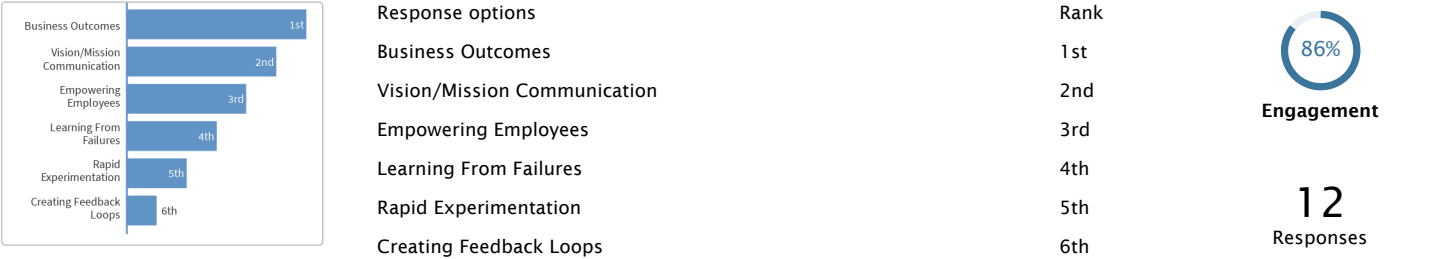 Business Outcomes
1st
Vision/Mission
Communication
2nd
Empowering
Employees
3rd
Learning From
Failures
4th
Rapid
Experimentation
5th
Creating Feedback
Loops
6th
Response options Rank
Business Outcomes 1st
Vision/Mission Communication 2nd
Empowering Employees 3rd
Learning From Failures 4th
Rapid Experimentation 5th
Creating Feedback Loops 6th
86%
Engagement
12
Responses